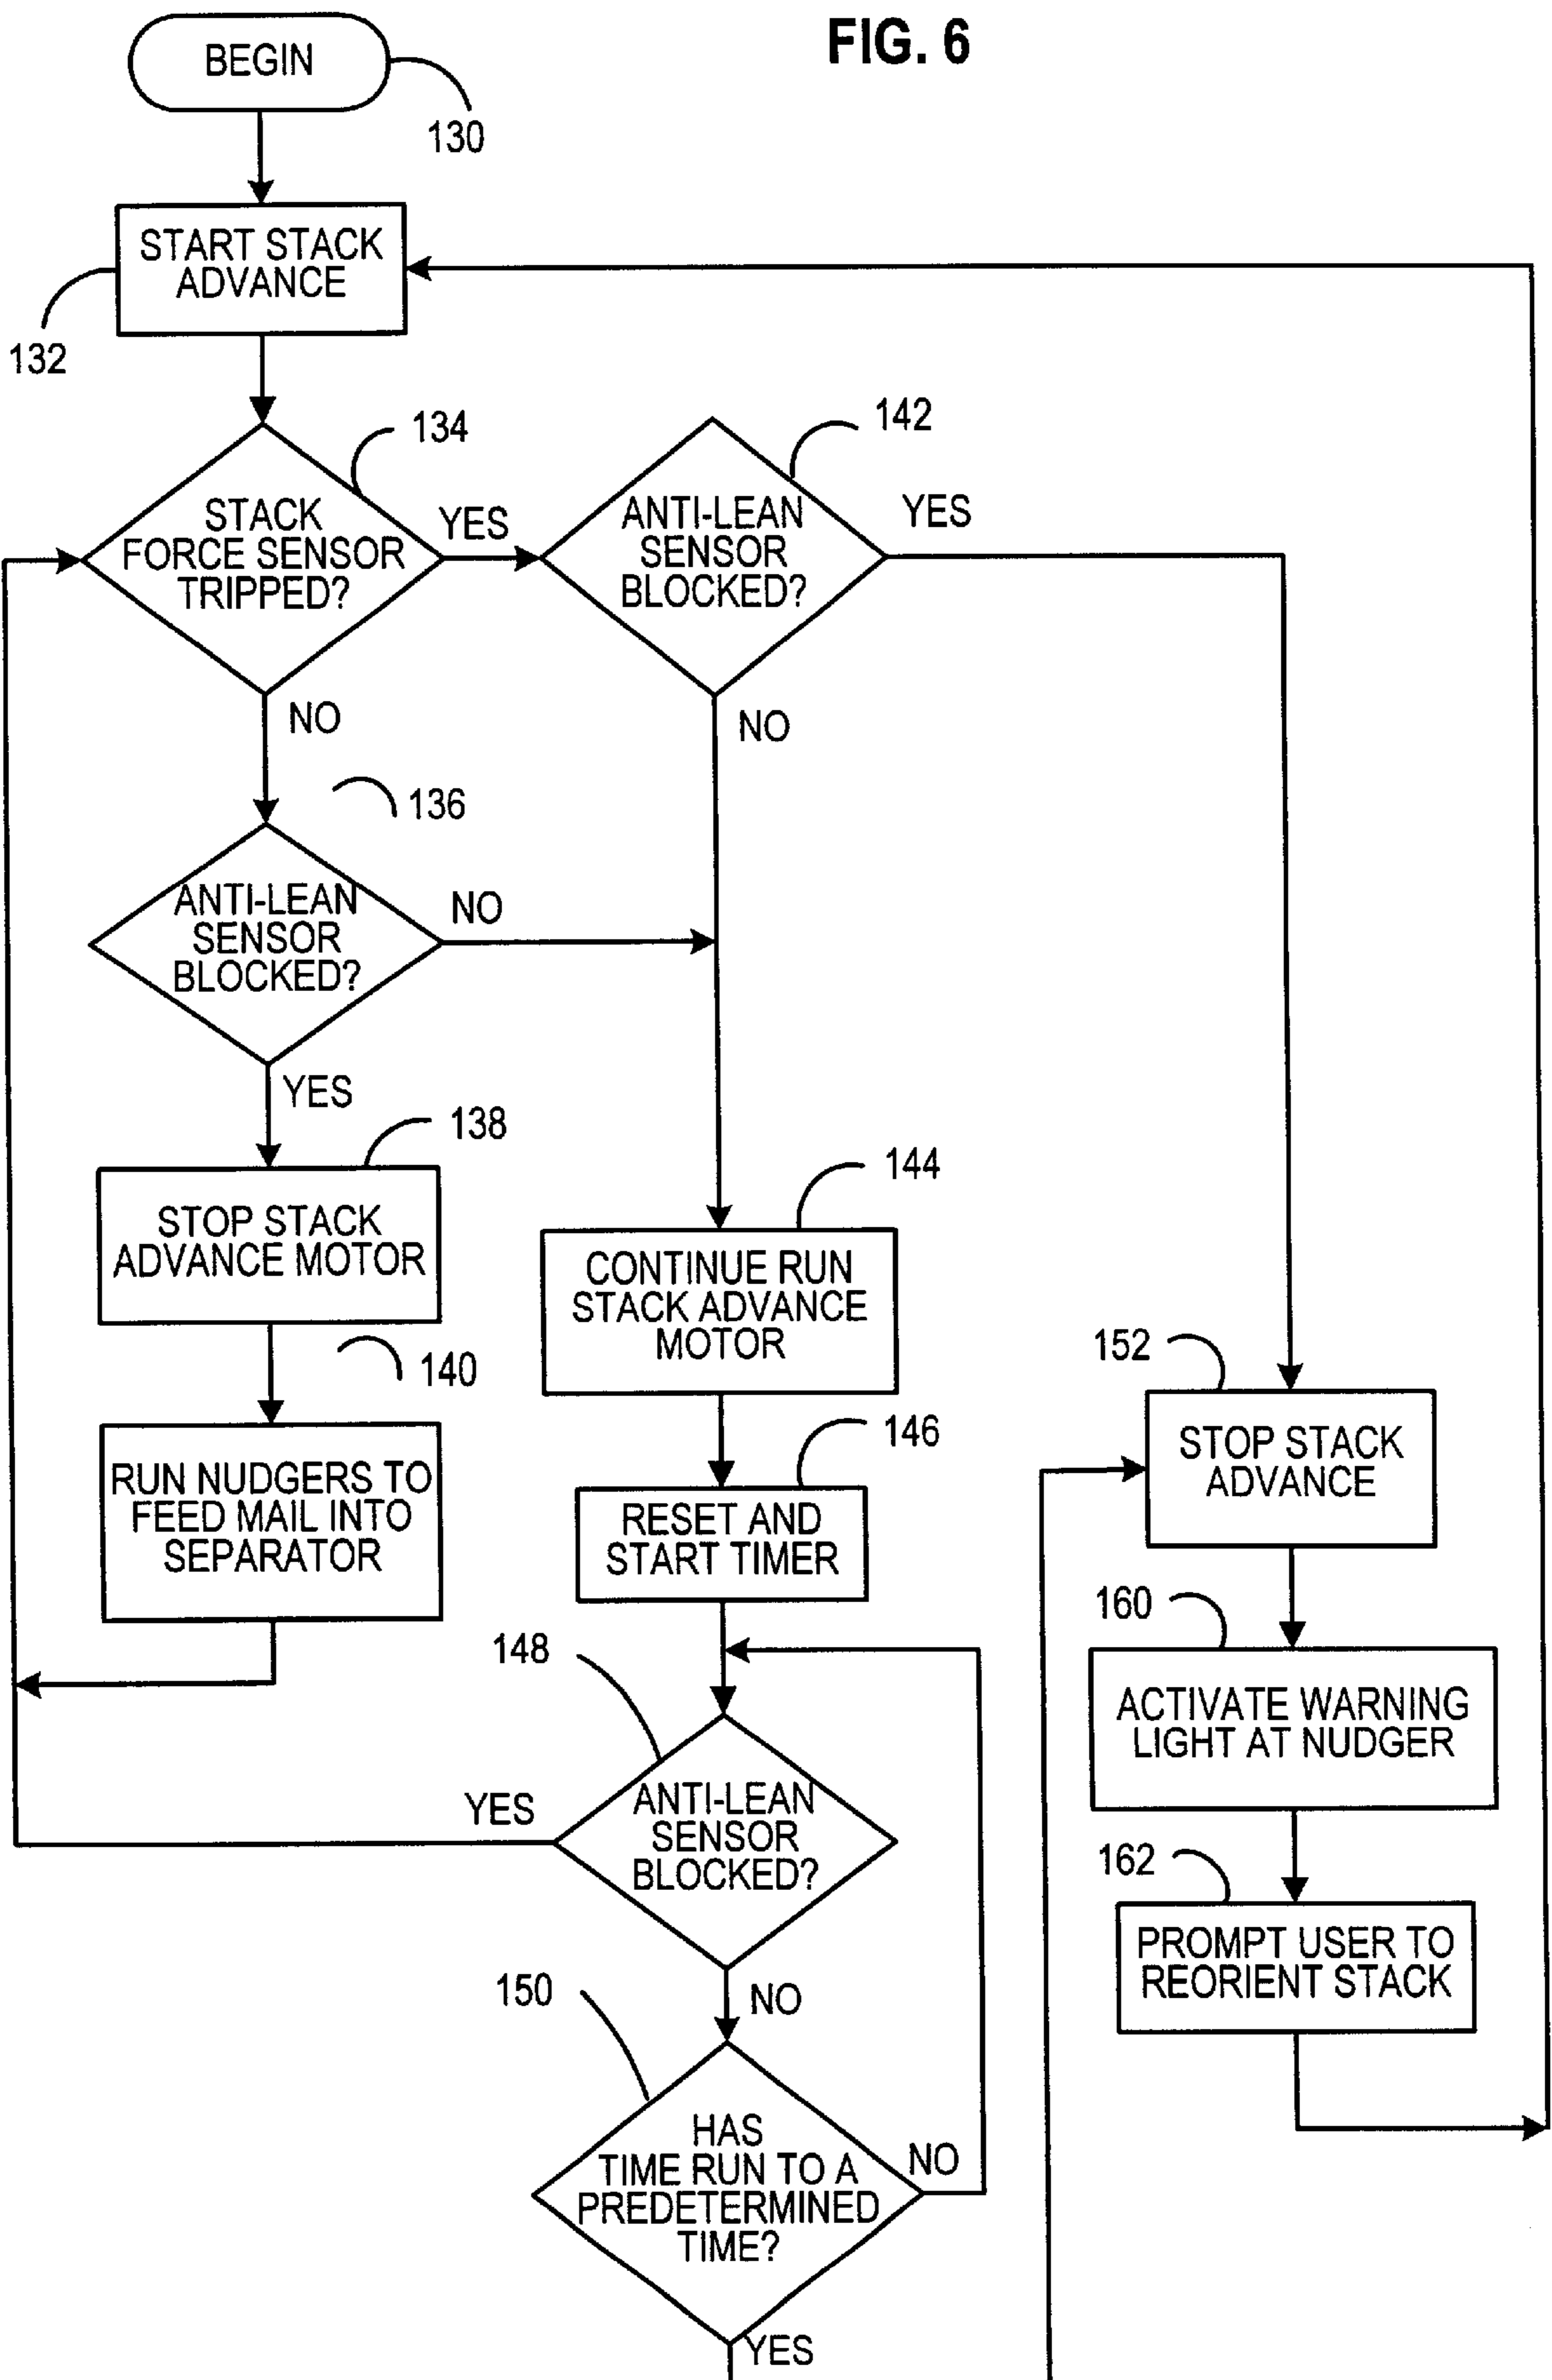 FIG. 6
BEGIN
130
START STACK
ADVANCE
132
134
STACK
FORCE SENSOR
TRIPPED?
YES
NO
142
ANTI-LEAN
SENSOR
BLOCKED?
YES
NO
136
ANTI-LEAN
SENSOR
BLOCKED?
NO
YES
138
STOP STACK
ADVANCE MOTOR
140
RUN NUDGERS TO
FEED MAIL INTO
SEPARATOR
144
CONTINUE RUN
STACK ADVANCE
MOTOR
146
RESET AND
START TIMER
148
ANTI-LEAN
SENSOR
BLOCKED?
YES
NO
150
HAS
TIME RUN TO A
PREDETERMINED
TIME?
NO
YES
152
STOP STACK
ADVANCE
160
ACTIVATE WARNING
LIGHT AT NUDGER
162
PROMPT USER TO
REORIENT STACK